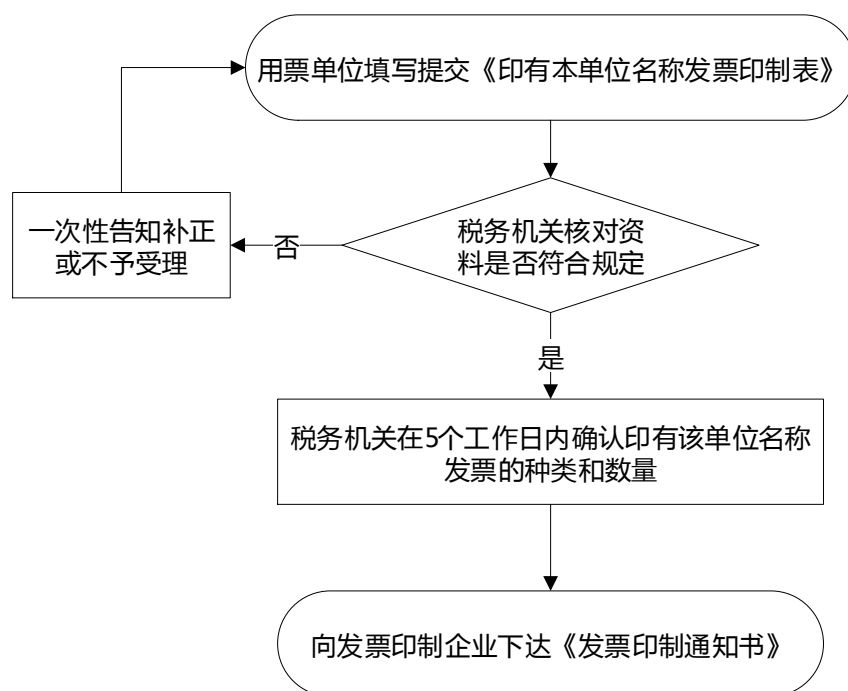 用票单位填写提交《印有本单位名称发票印制表》
税务机关核对资
料是否符合规定
否
一次性告知补正
或不予受理
是
税务机关在5个工作日内确认印有该单位名称
发票的种类和数量
向发票印制企业下达《发票印制通知书》